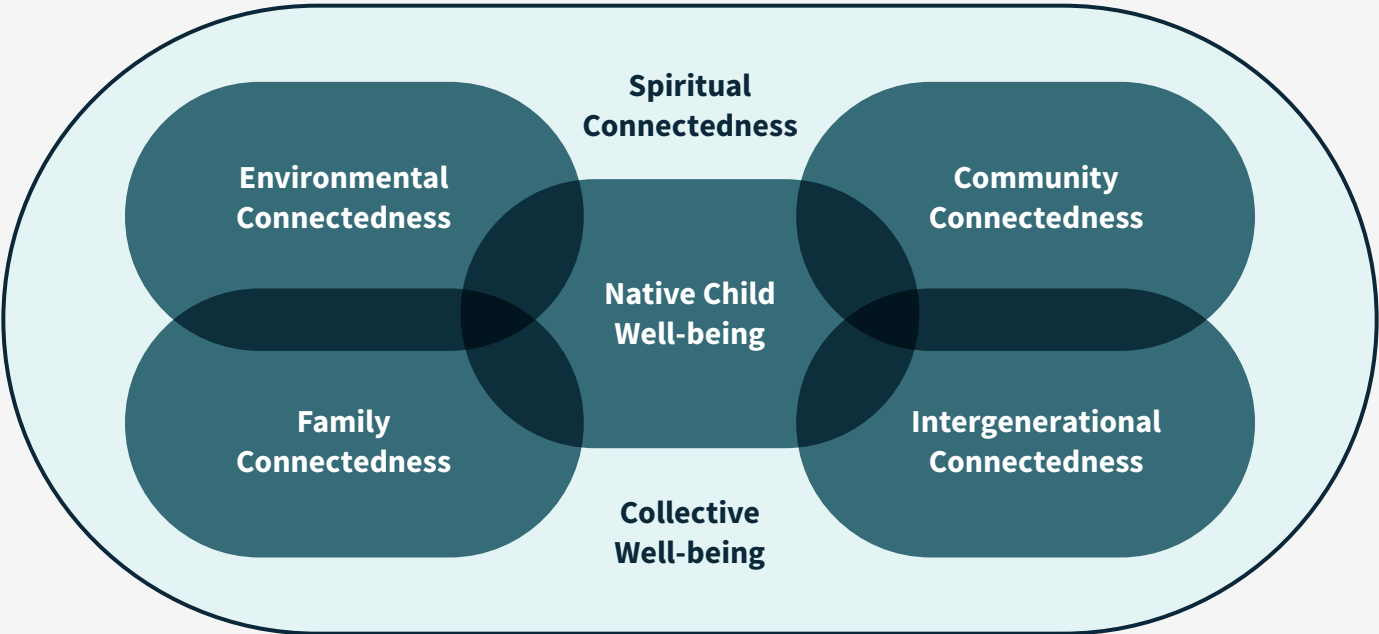 Spiritual
Connectedness
Environmental
Connectedness
Community
Connectedness
Native Child
Well-being
Family
Connectedness
Intergenerational
Connectedness
Collective
Well-being